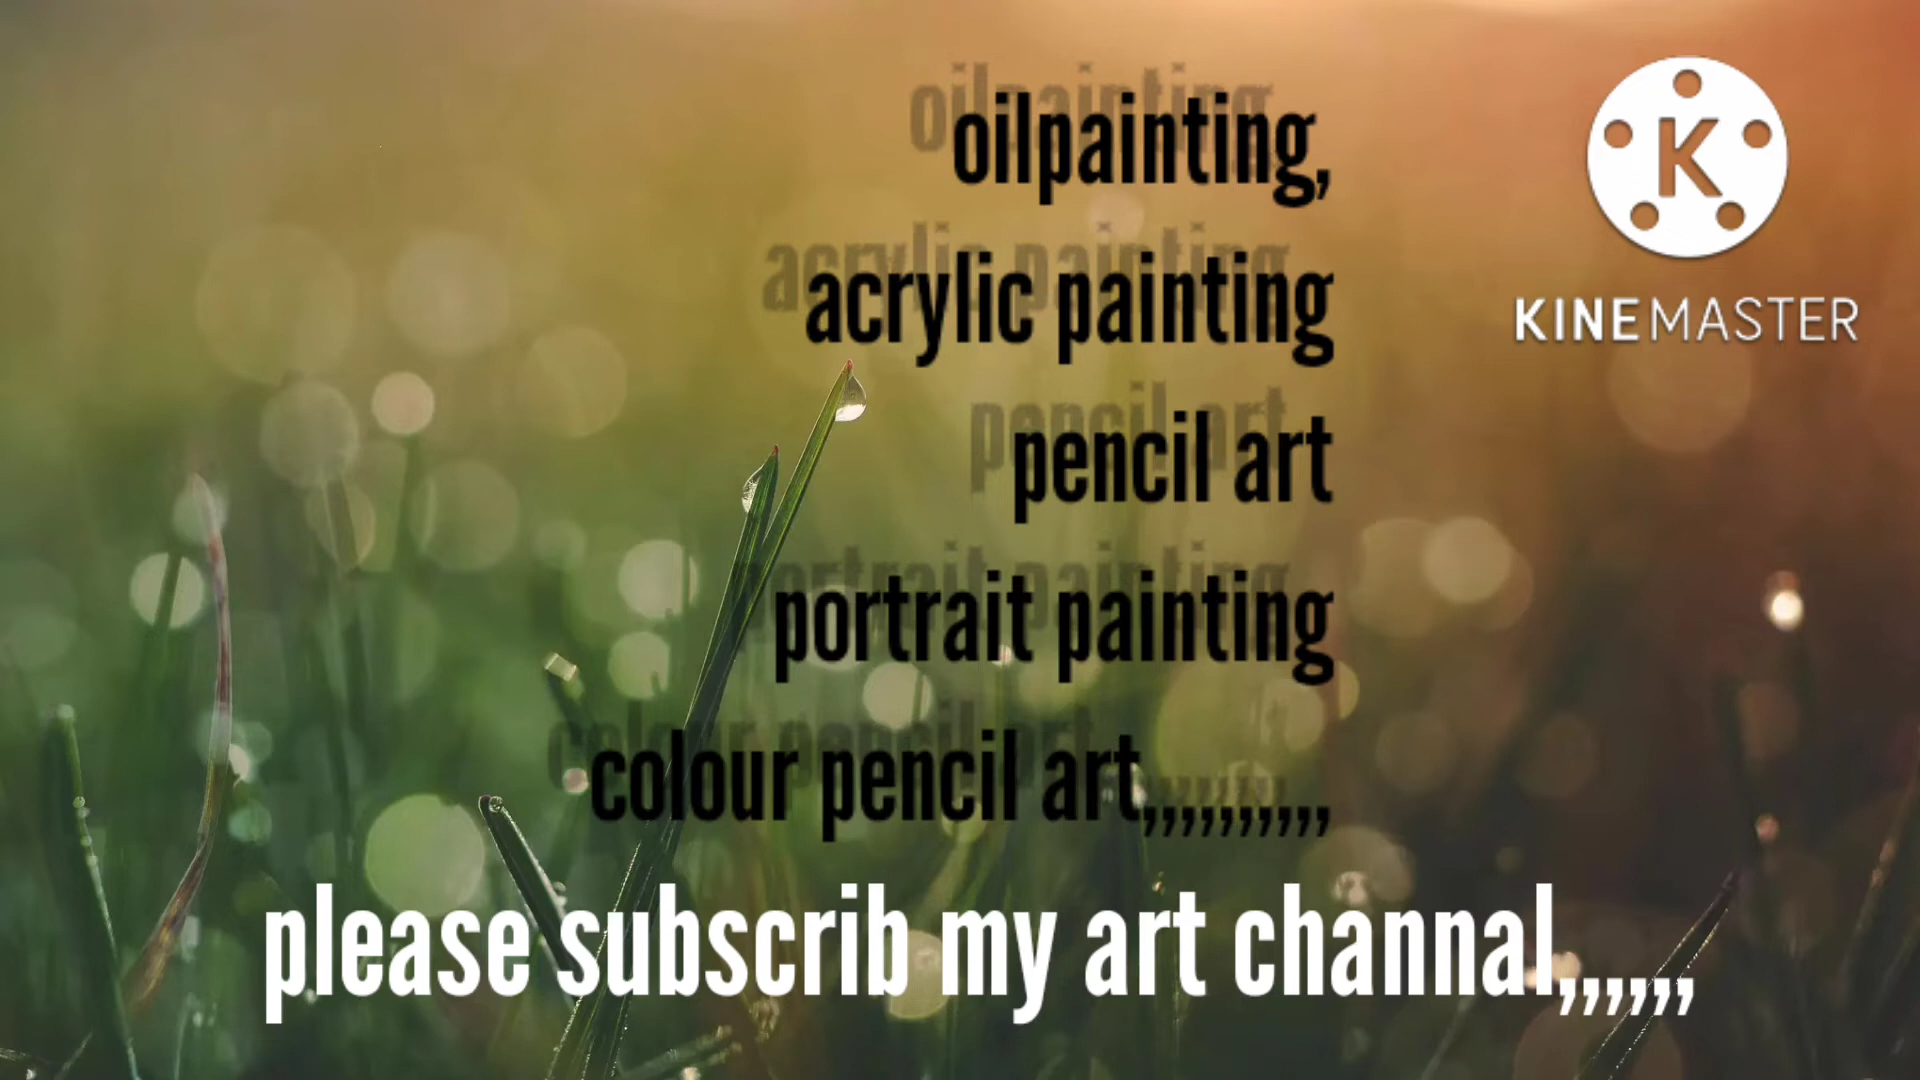 oilpainting,
acrylic painting
pencil art
portrait painting
colour pencil art,,,,,,,,,,
please subscrib my art channal,,,,,,
K
KINEMASTER